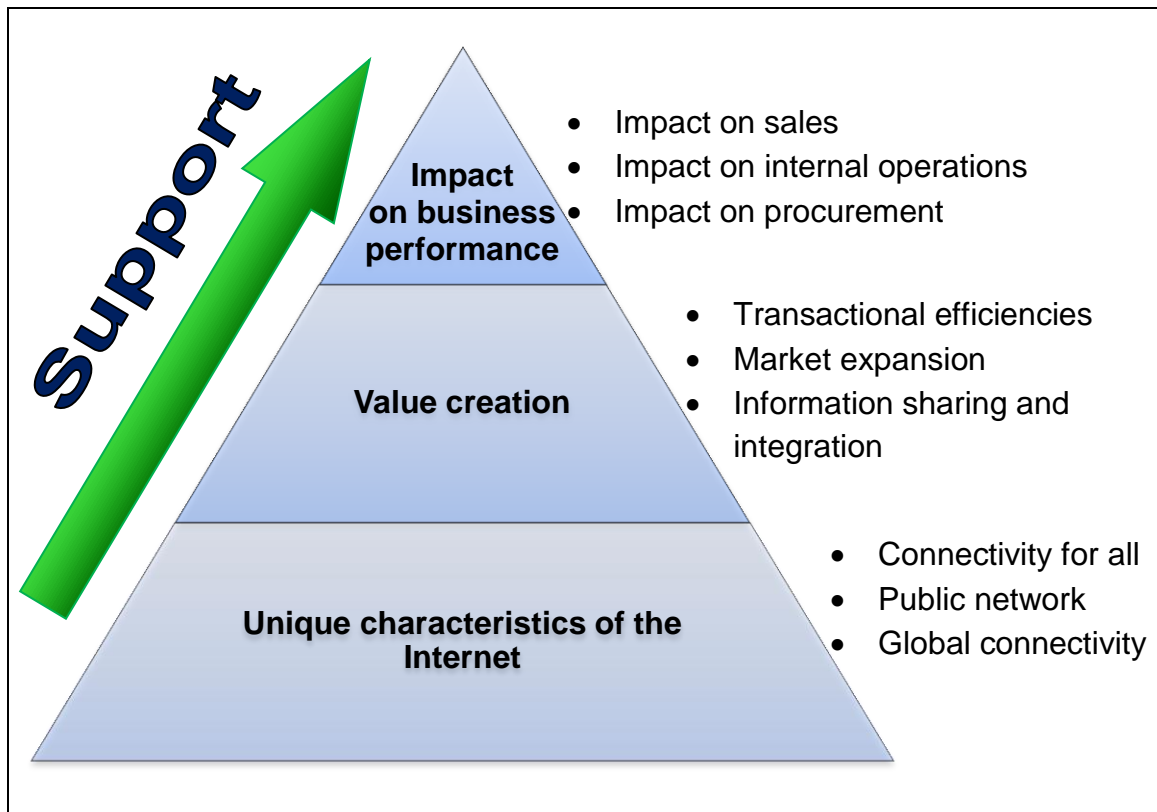 Support
Impact
on business
performance
• Impact on sales
• Impact on internal operations
• Impact on procurement
Value creation
• Transactional efficiencies
• Market expansion
• Information sharing and
integration
Unique characteristics of the
Internet
• Connectivity for all
• Public network
• Global connectivity